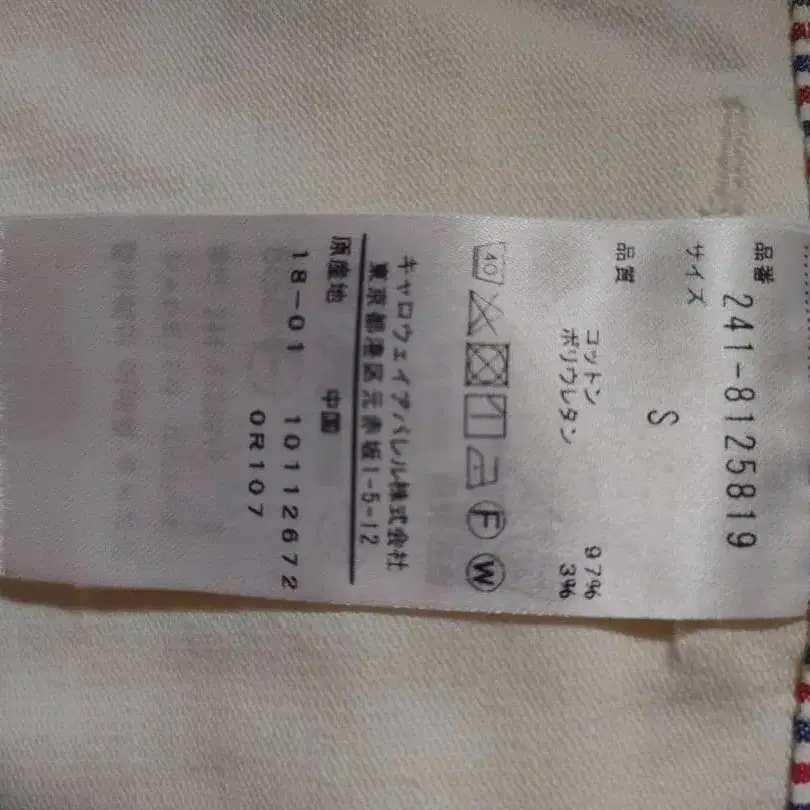 品番 241-8125819
サイズ S
品質
コットン 97%
ポリウレタン 3%
40 F W
キャロウェイアパレル株式会社
東京都港区元赤坂1-5-12
原産地 中国
18-01 10112672
0R107